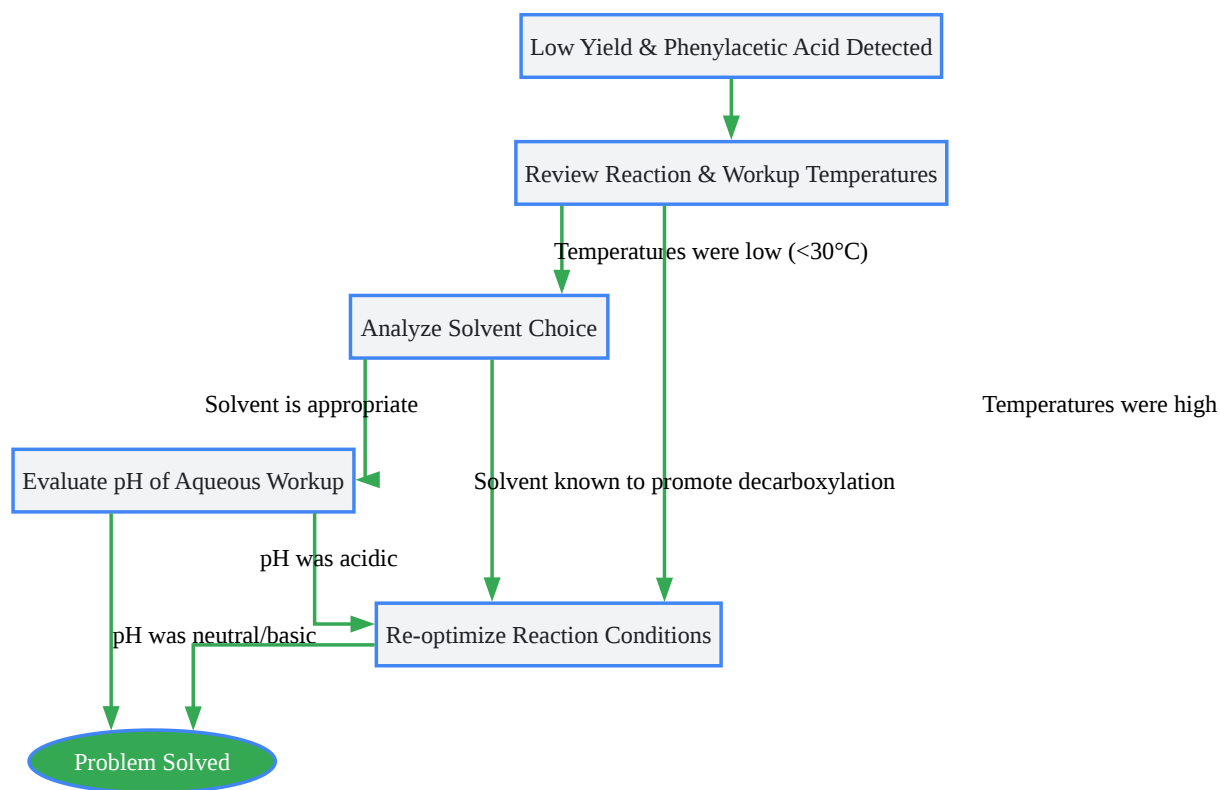 Low Yield & Phenylacetic Acid Detected
Review Reaction & Workup Temperatures
Temperatures were low (<30°C)
Analyze Solvent Choice
Solvent is appropriate
Temperatures were high
Evaluate pH of Aqueous Workup
Solvent known to promote decarboxylation
pH was acidic
pH was neutral/basic
Re-optimize Reaction Conditions
Problem Solved